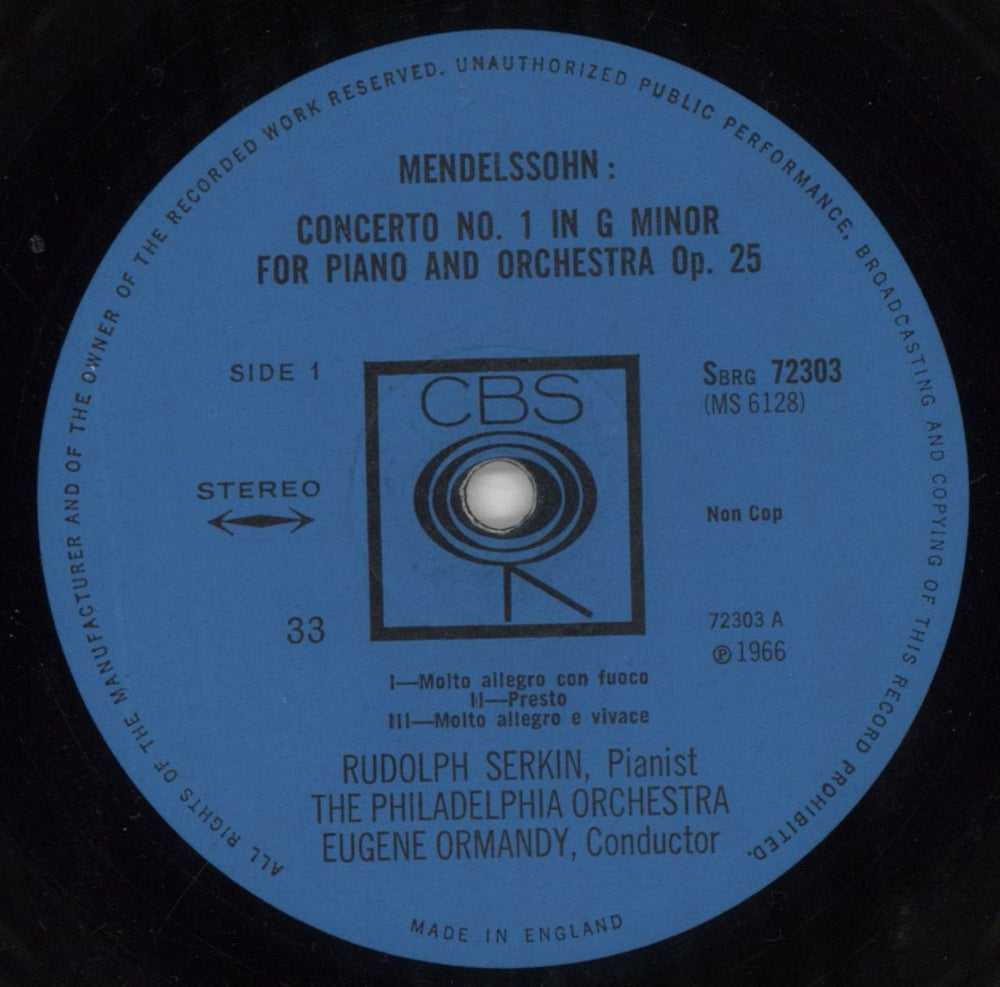 ALL RIGHTS OF THE MANUFACTURER AND OF THE OWNER OF THE RECORDED WORK RESERVED. UNAUTHORIZED PUBLIC PERFORMANCE, BROADCASTING AND COPYING OF THIS RECORD PROHIBITED.
MENDELSSOHN:
CONCERTO NO. 1 IN G MINOR
FOR PIANO AND ORCHESTRA Op. 25
SIDE 1
CBS
SBRG 72303
(MS 6128)
STEREO
Non Cop
33
72303 A
℗ 1966
I—Molto allegro con fuoco
II—Presto
III—Molto allegro e vivace
RUDOLPH SERKIN, Pianist
THE PHILADELPHIA ORCHESTRA
EUGENE ORMANDY, Conductor
MADE IN ENGLAND